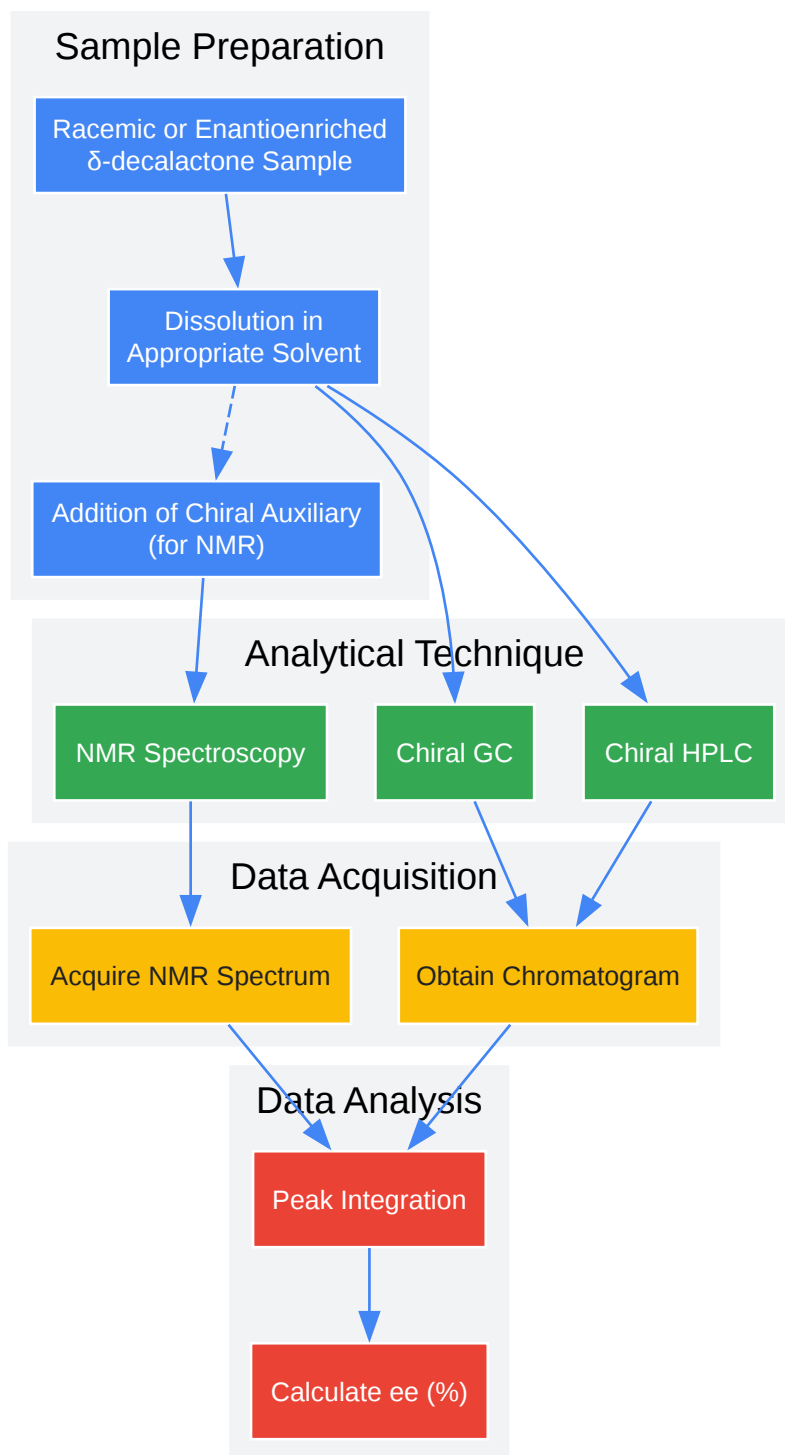 Sample Preparation
Racemic or Enantioenriched
δ-decalactone Sample
Dissolution in
Appropriate Solvent
Addition of Chiral Auxiliary
(for NMR)
Analytical Technique
NMR Spectroscopy
Chiral GC
Chiral HPLC
Data Acquisition
Acquire NMR Spectrum
Obtain Chromatogram
Data Analysis
Peak Integration
Calculate ee (%)